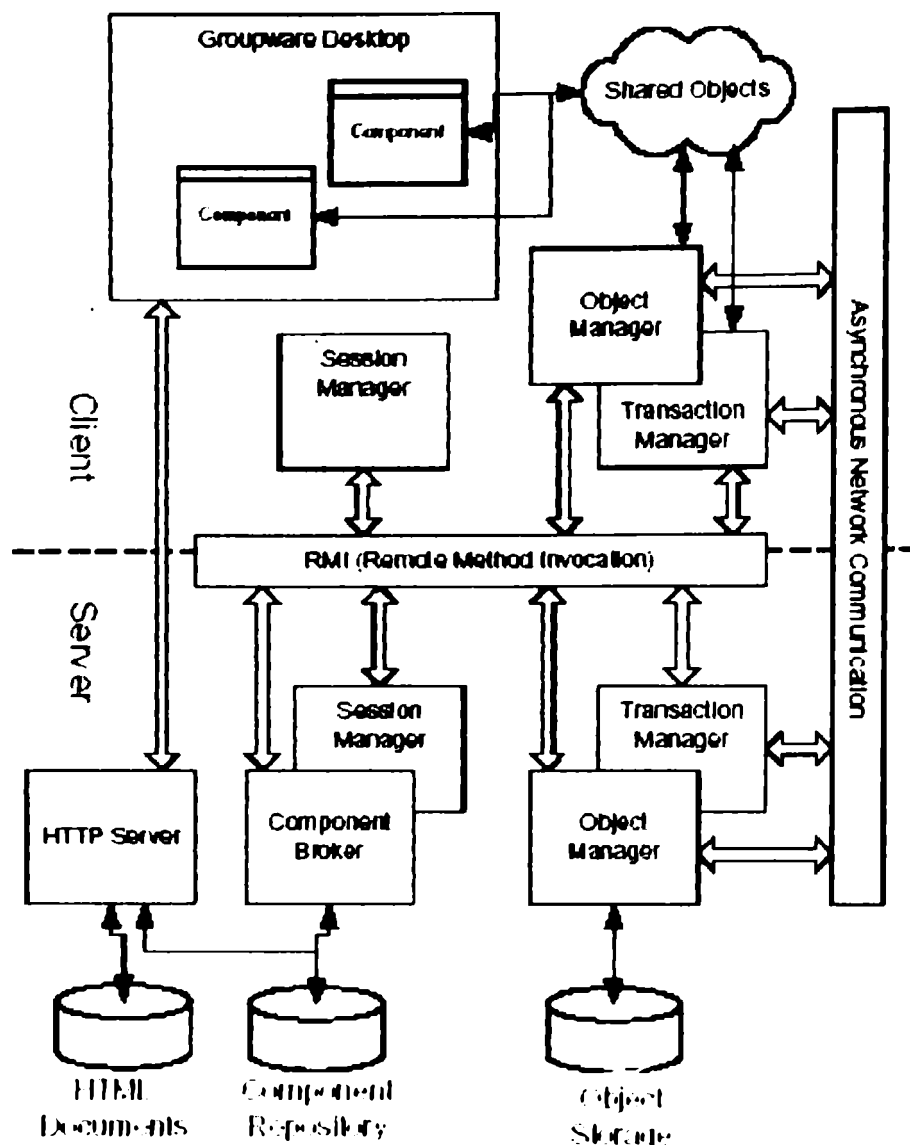 Groupware Desktop
Shared Objects
Component
Component
Object
Manager
Session
Manager
Transaction
Manager
Asynchronous Network Communication
Client
RMI (Remote Method Invocation)
Server
Session
Manager
Transaction
Manager
HTTP Server
Component
Broker
Object
Manager
HTML
Documents
Component
Repository
Object
Storage